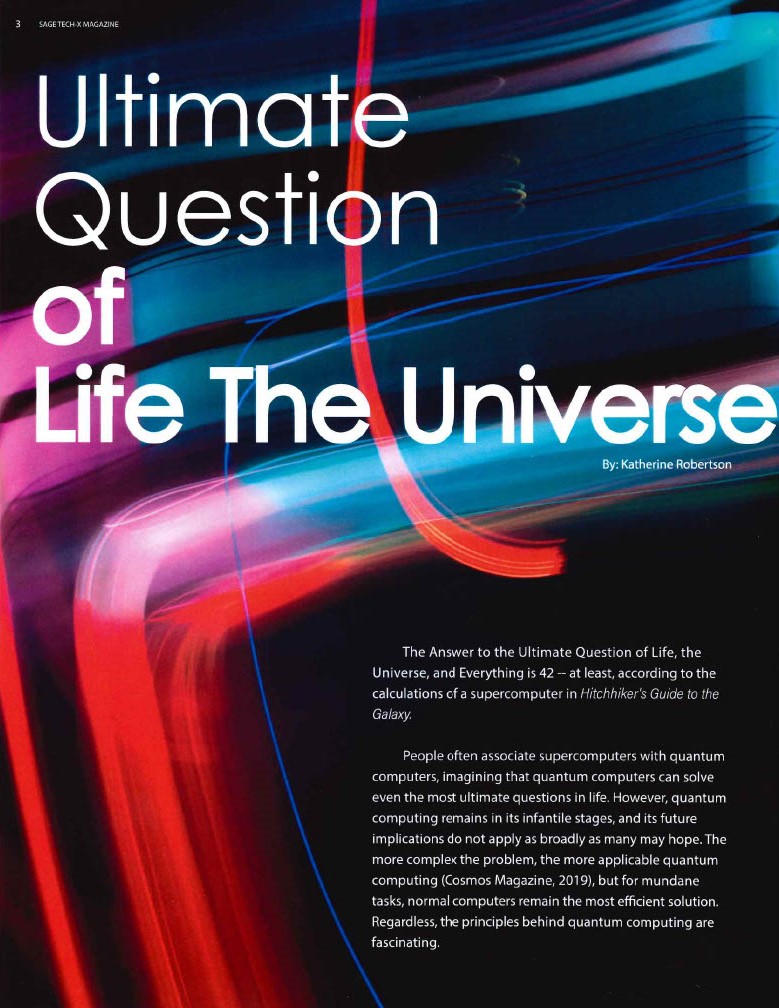 3 SAGE TECH-X MAGAZINE
Ultimate
Question
of
Life The Universe
By: Katherine Robertson
The Answer to the Ultimate Question of Life, the
Universe, and Everything is 42 -- at least, according to the
calculations of a supercomputer in Hitchhiker's Guide to the
Galaxy.
People often associate supercomputers with quantum
computers, imagining that quantum computers can solve
even the most ultimate questions in life. However, quantum
computing remains in its infantile stages, and its future
implications do not apply as broadly as many may hope. The
more complex the problem, the more applicable quantum
computing (Cosmos Magazine, 2019), but for mundane
tasks, normal computers remain the most efficient solution.
Regardless, the principles behind quantum computing are
fascinating.